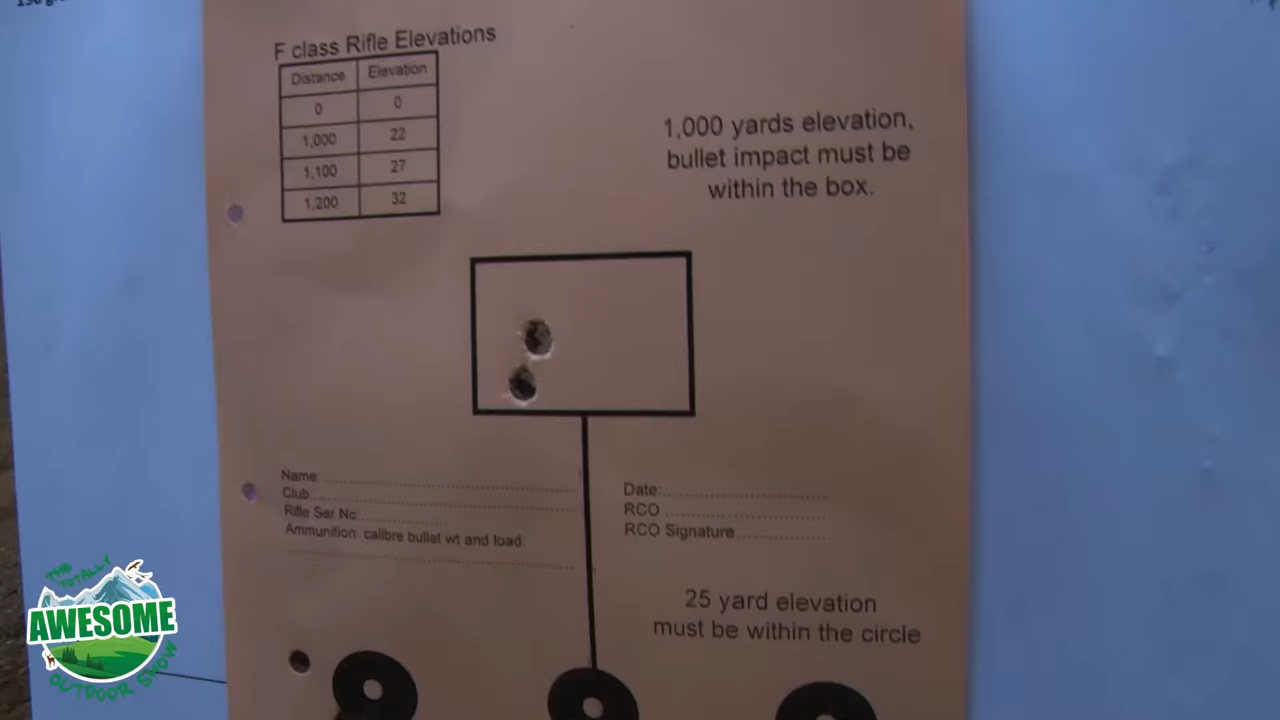 F class Rifle Elevations
Distance Elevation
0 0
1,000 22
1,100 27
1,200 32
1,000 yards elevation,
bullet impact must be
within the box.
Name:
Club:
Rifle Ser No:
Ammunition: calibre bullet wt and load:
Date:
RCO
RCO Signature
25 yard elevation
must be within the circle
THE
TOTALLY
AWESOME
OUTDOOR SHOW